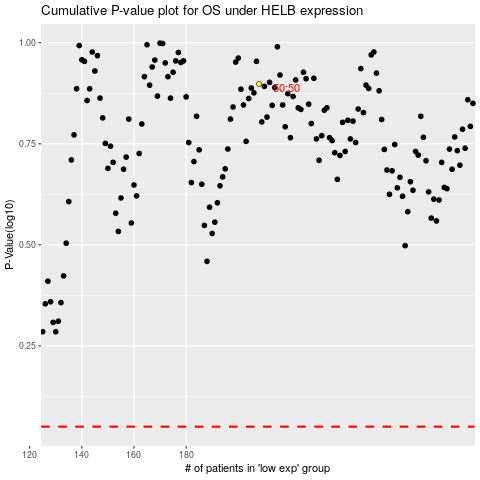 Cumulative P-value plot for OS under HELB expression
P-Value(log10)
1.00
0.75
0.50
0.25
50:50
120 140 160 180
# of patients in 'low exp' group